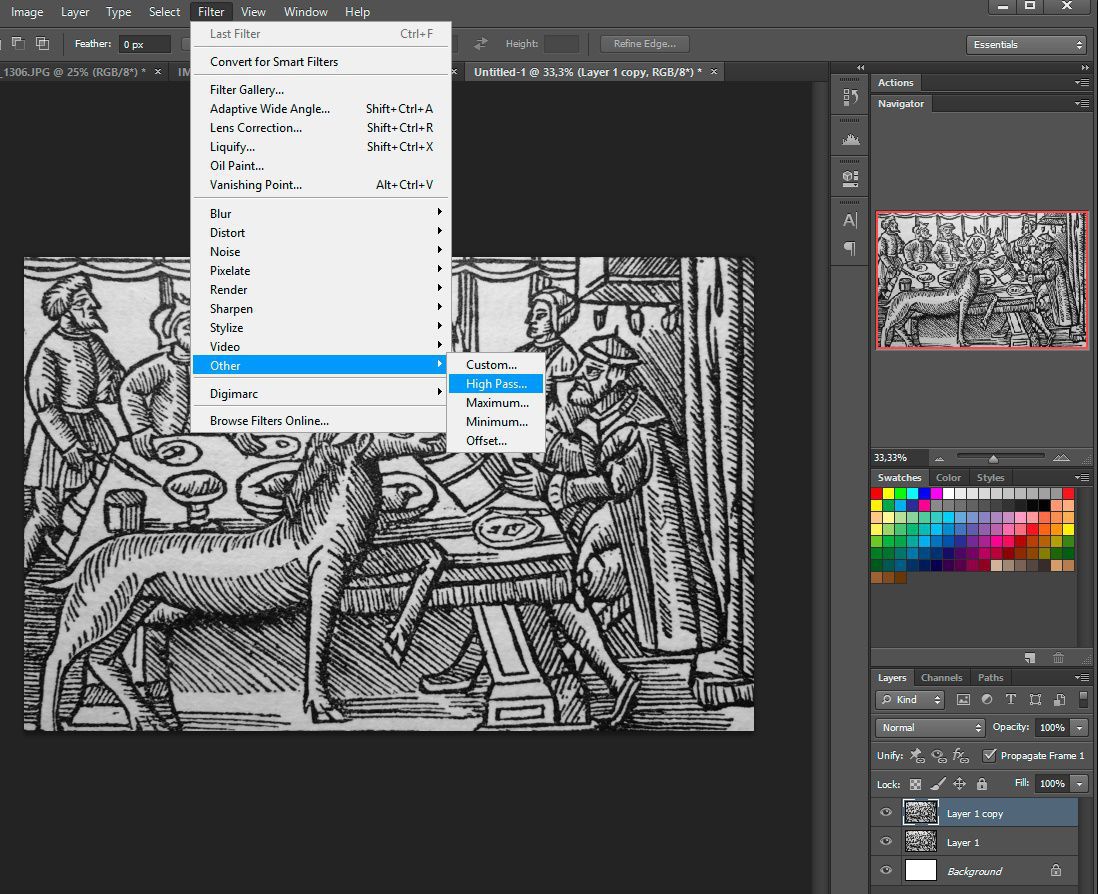 Image Layer Type Select Filter View Window Help
Feather: 0 px
Height:
Refine Edge...
Essentials
_1306.JPG @ 25% (RGB/8*) * ×
IM
×
Untitled-1 @ 33,3% (Layer 1 copy, RGB/8*) * ×
Last Filter Ctrl+F
Convert for Smart Filters
Filter Gallery...
Adaptive Wide Angle... Shift+Ctrl+A
Lens Correction... Shift+Ctrl+R
Liquify... Shift+Ctrl+X
Oil Paint...
Vanishing Point... Alt+Ctrl+V
Blur
Distort
Noise
Pixelate
Render
Sharpen
Stylize
Video
Other
Digimarc
Browse Filters Online...
Custom...
High Pass...
Maximum...
Minimum...
Offset...
Actions
Navigator
A|
¶
33,33%
Swatches Color Styles
Layers Channels Paths
Kind
T
Normal Opacity: 100%
Unify: fx Propagate Frame 1
Lock: Fill: 100%
Layer 1 copy
Layer 1
Background